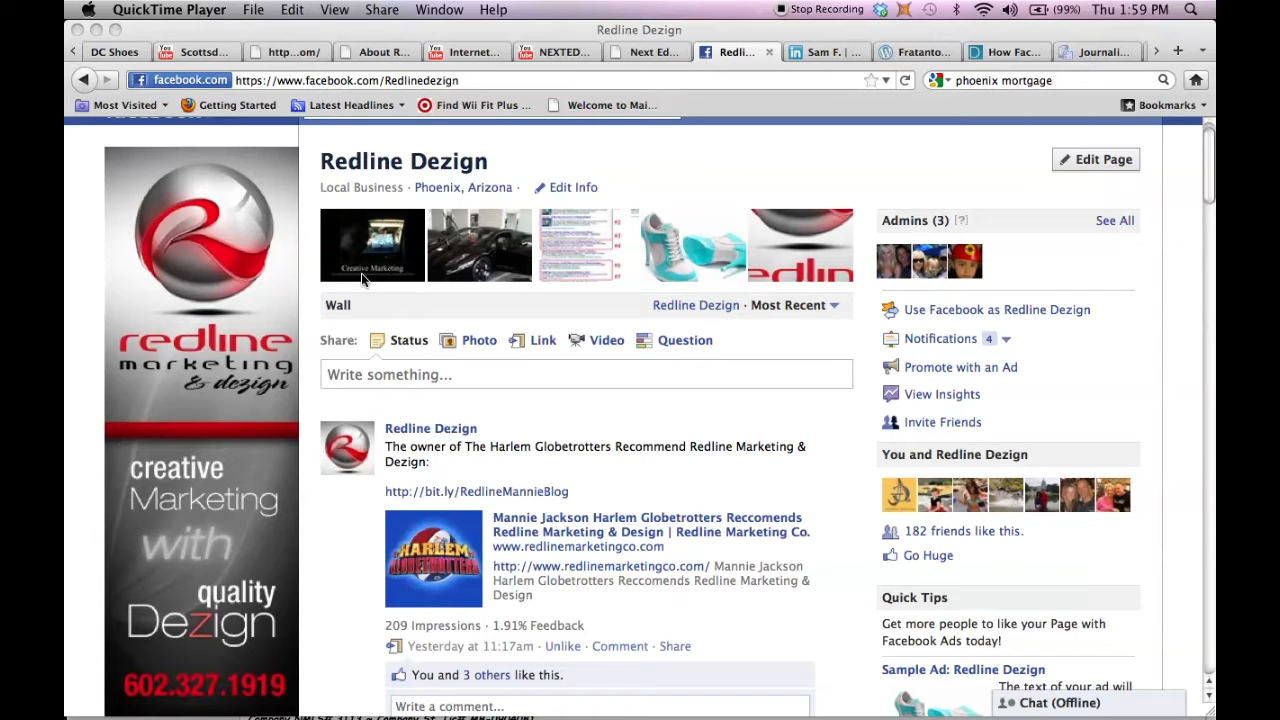 QuickTime Player File Edit View Share Window Help Stop Recording (99%) Thu 1:59 PM
Redline Dezign
DC Shoes Scottsd... http...om/ About R... Internet... NEXTED... Next Ed... Redli... Sam F. | ... Fratanto... How Fac... Journali...
facebook.com https://www.facebook.com/Redlinedezign phoenix mortgage
Most Visited Getting Started Latest Headlines Find Wii Fit Plus ... Welcome to Mai... Bookmarks
Redline Dezign
Edit Page
Local Business · Phoenix, Arizona · Edit Info
Creative Marketing
redline
Admins (3) [?] See All
Wall Redline Dezign · Most Recent
Share: Status Photo Link Video Question
Write something...
Use Facebook as Redline Dezign
Notifications 4
Promote with an Ad
View Insights
Invite Friends
redline
marketing
& dezign
creative
Marketing
with
quality
Dezign
602.327.1919
Redline Dezign
The owner of The Harlem Globetrotters Recommend Redline Marketing &
Dezign:
http://bit.ly/RedlineMannieBlog
HARLEM
GLOBETROTTERS
Mannie Jackson Harlem Globetrotters Reccomends
Redline Marketing & Design | Redline Marketing Co.
www.redlinemarketingco.com
http://www.redlinemarketingco.com/ Mannie Jackson
Harlem Globetrotters Reccomends Redline Marketing &
Design
209 Impressions · 1.91% Feedback
Yesterday at 11:17am · Unlike · Comment · Share
You and 3 others like this.
Write a comment...
You and Redline Dezign
182 friends like this.
Go Huge
Quick Tips
Get more people to like your Page with
Facebook Ads today!
Sample Ad: Redline Dezign
The text of your ad will
Chat (Offline)